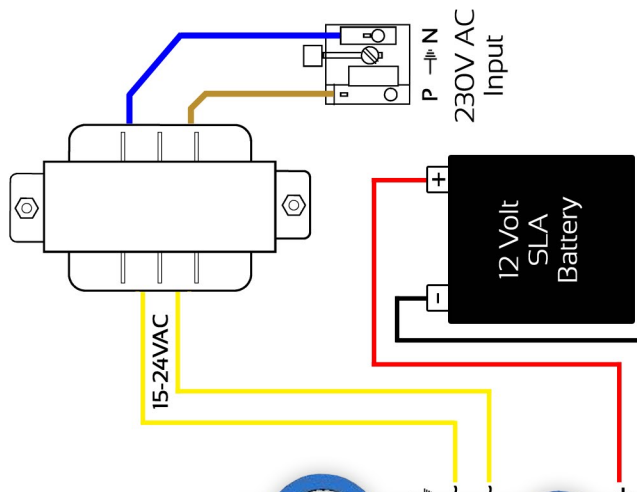 P ⏚ N
230V AC
Input
+
12 Volt
SLA
Battery
-
15-24VAC